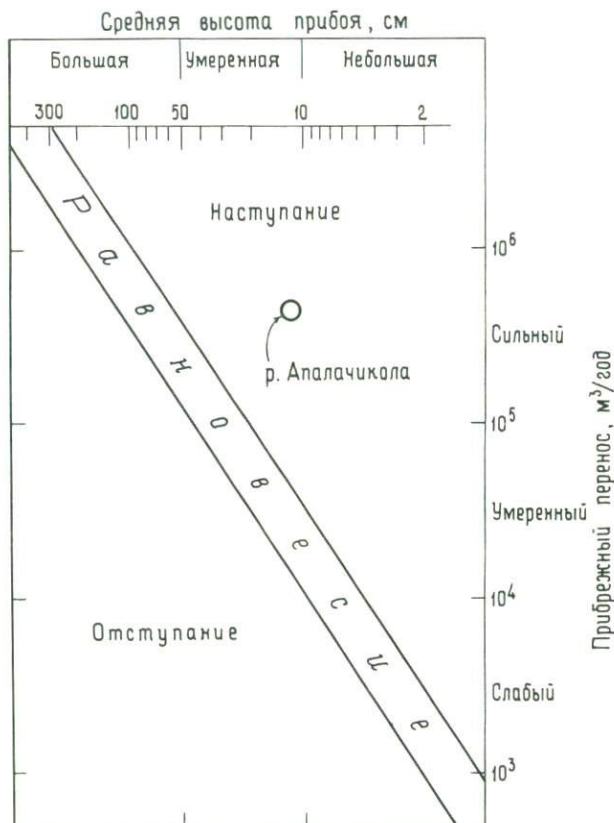 Средняя высота прибоя, см
Большая Умеренная Небольшая
300 100 50 10 2
Равновесие
Наступание
10⁶
Сильный
р. Апалачикола
10⁵
Умеренный
10⁴
Отступание
Слабый
10³
Прибрежный перенос, м³/год